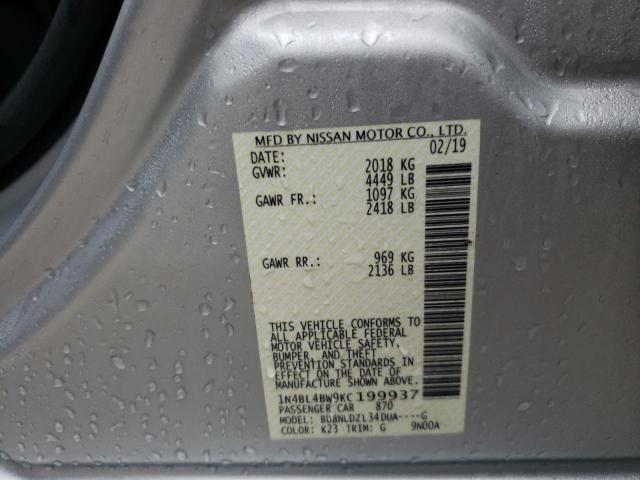 MFD BY NISSAN MOTOR CO., LTD.
DATE: 02/19
GVWR: 2018 KG
4449 LB
GAWR FR.: 1097 KG
2418 LB
GAWR RR.: 969 KG
2136 LB
THIS VEHICLE CONFORMS TO
ALL APPLICABLE FEDERAL
MOTOR VEHICLE SAFETY,
BUMPER, AND THEFT
PREVENTION STANDARDS IN
EFFECT ON THE DATE OF
MANUFACTURE SHOWN ABOVE.
1N4BL4BW9KC199937
PASSENGER CAR 870
MODEL: BDBNLDZL34DUA----G
COLOR: K23 TRIM: G 9N00A